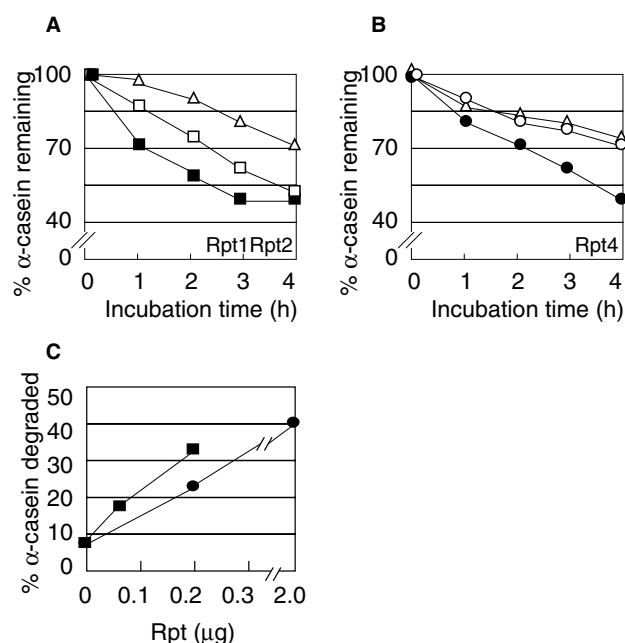 A
% α-casein remaining
100
70
40
0
Rpt1Rpt2
0 1 2 3 4
Incubation time (h)
B
% α-casein remaining
100
70
40
0
Rpt4
0 1 2 3 4
Incubation time (h)
C
% α-casein degraded
50
40
30
20
10
0
0 0.1 0.2 0.3 2.0
Rpt (μg)